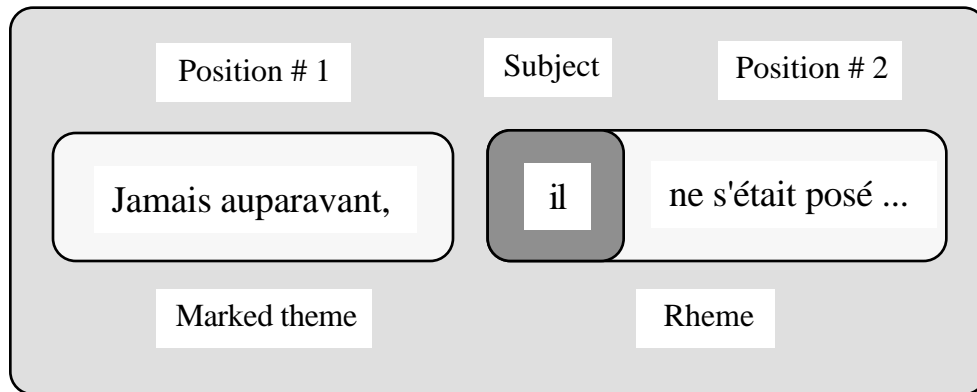 Position # 1 Subject Position # 2
Jamais auparavant, il ne s'était posé ...
Marked theme Rheme